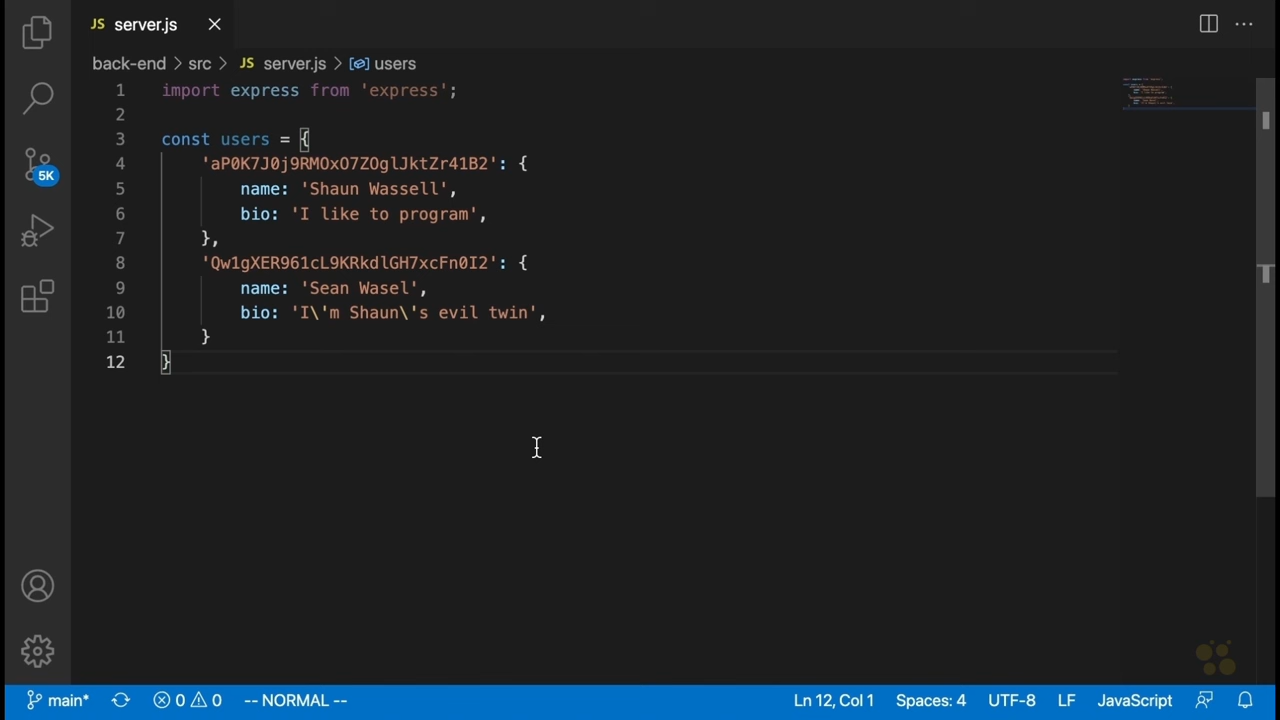 JS server.js
back-end > src > JS server.js > users
1 import express from 'express';
2
3 const users = {
4 'aP0K7J0j9RMOxO7ZOglJktZr41B2': {
5 name: 'Shaun Wassell',
6 bio: 'I like to program',
7 },
8 'Qw1gXER961cL9KRkdlGH7xcFn0I2': {
9 name: 'Sean Wasel',
10 bio: 'I\'m Shaun\'s evil twin',
11 }
12 }
5K
main* 0 0 -- NORMAL -- Ln 12, Col 1 Spaces: 4 UTF-8 LF JavaScript